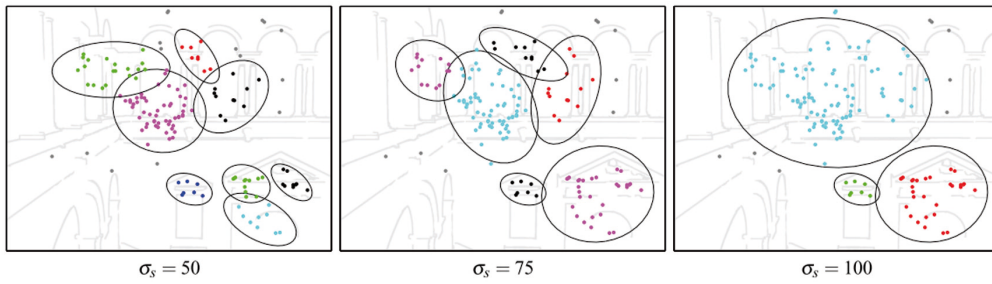 σₛ = 50
σₛ = 75
σₛ = 100